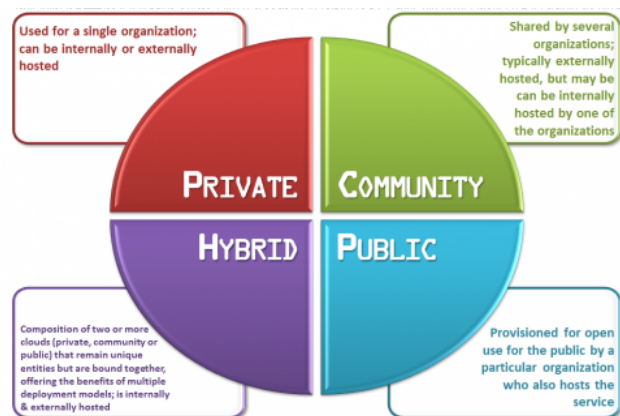 Used for a single organization;
can be internally or externally
hosted
Shared by several
organizations;
typically externally
hosted, but may be
can be internally
hosted by one of
the organizations
PRIVATE
COMMUNITY
HYBRID
PUBLIC
Composition of two or more
clouds (private, community or
public) that remain unique
entities but are bound together,
offering the benefits of multiple
deployment models; is internally
& externally hosted
Provisioned for open
use for the public by a
particular organization
who also hosts the
service